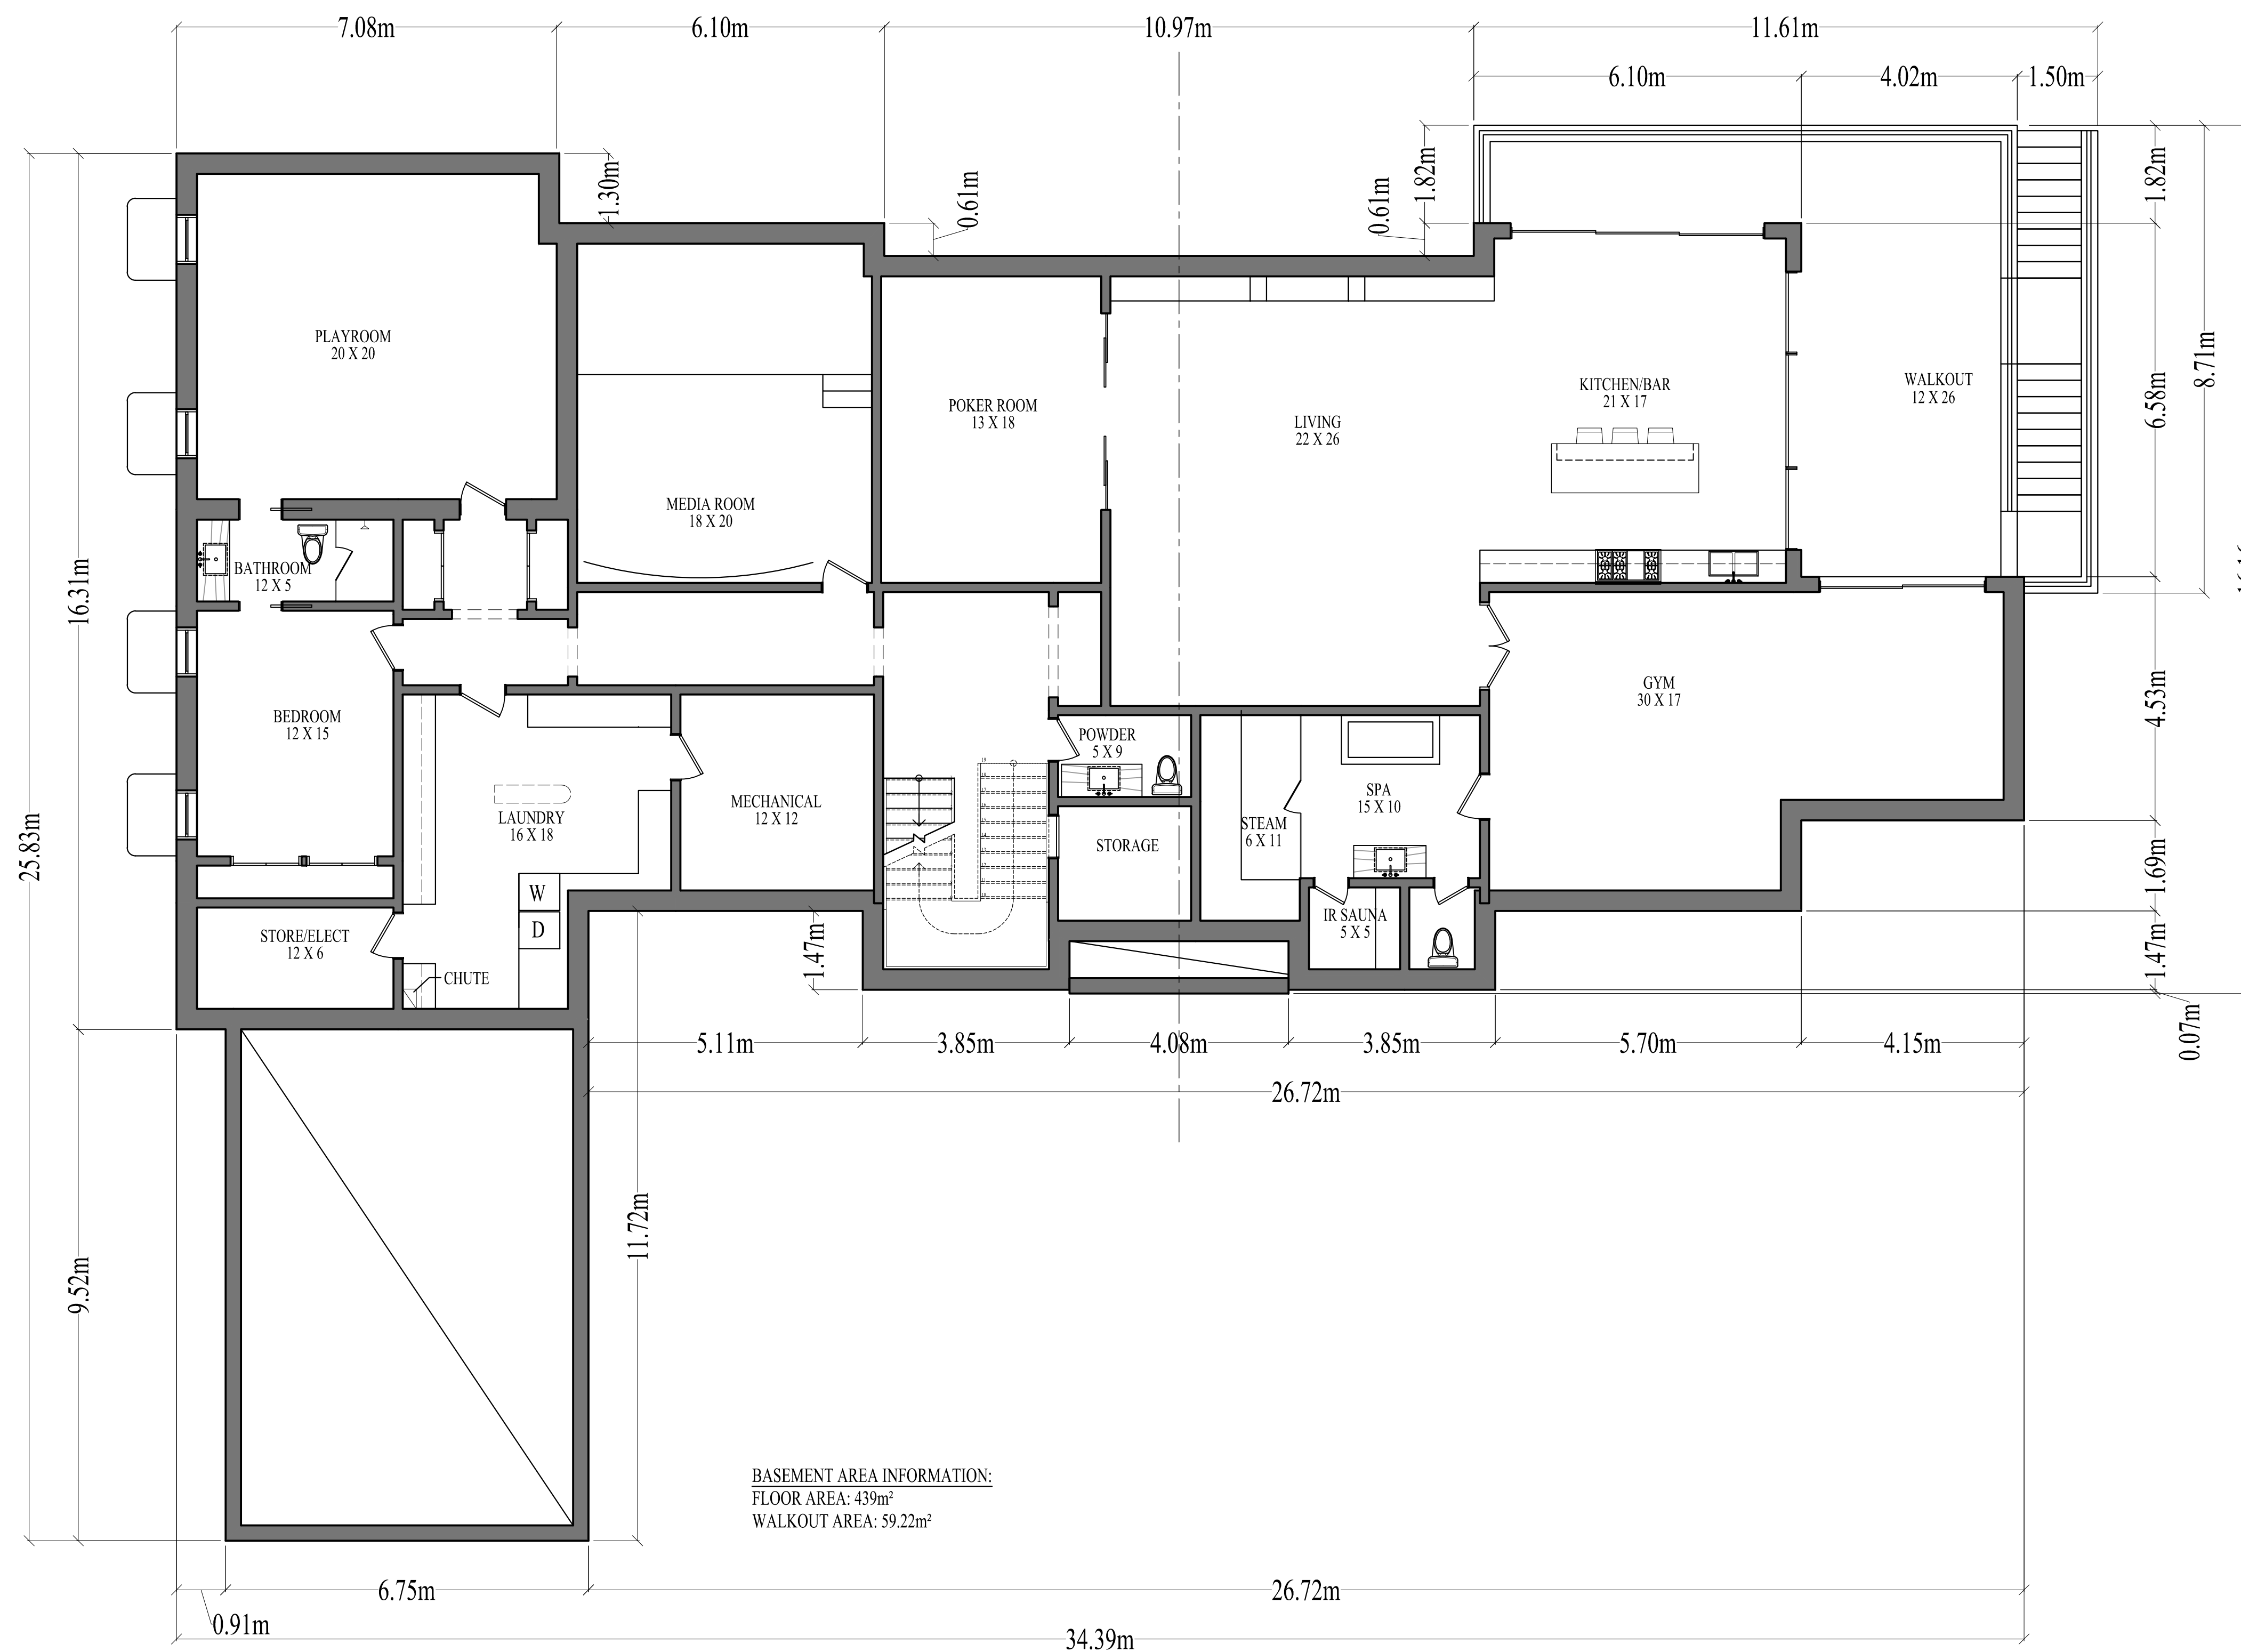 7.08m
6.10m
10.97m
11.61m
6.10m
4.02m
1.50m
1.30m
0.61m
0.61m
1.82m
1.82m
PLAYROOM
20 X 20
MEDIA ROOM
18 X 20
POKER ROOM
13 X 18
LIVING
22 X 26
KITCHEN/BAR
21 X 17
WALKOUT
12 X 26
6.58m
8.71m
BATHROOM
12 X 5
16.31m
25.83m
BEDROOM
12 X 15
LAUNDRY
16 X 18
MECHANICAL
12 X 12
POWDER
5 X 9
STORAGE
STEAM
6 X 11
SPA
15 X 10
GYM
30 X 17
4.53m
1.69m
W
D
STORE/ELECT
12 X 6
CHUTE
IR SAUNA
5 X 5
1.47m
1.47m
0.07m
5.11m
3.85m
4.08m
3.85m
5.70m
4.15m
26.72m
11.72m
9.52m
BASEMENT AREA INFORMATION:
FLOOR AREA: 439m²
WALKOUT AREA: 59.22m²
6.75m
26.72m
0.91m
34.39m